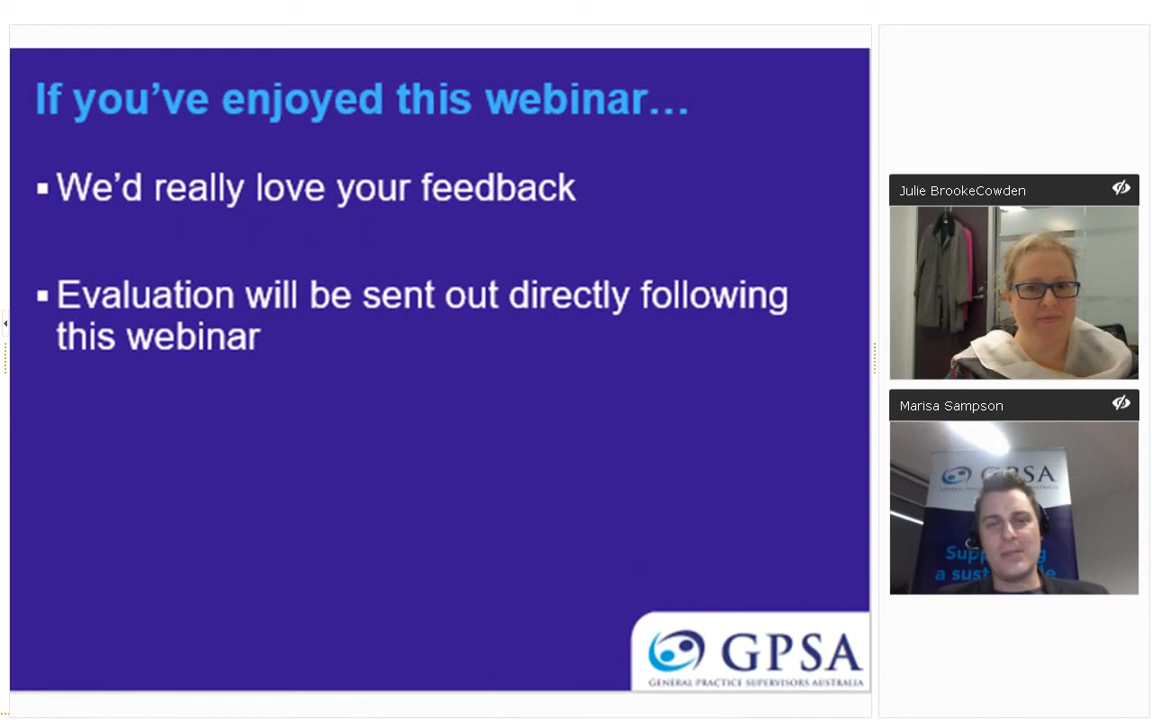 If you've enjoyed this webinar...
▪ We'd really love your feedback
▪ Evaluation will be sent out directly following
this webinar
GPSA
GENERAL PRACTICE SUPERVISORS AUSTRALIA
Julie BrookeCowden
Marisa Sampson
GPSA
a